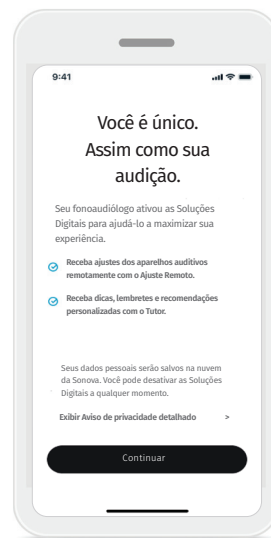 9:41
Você é único.
Assim como sua
audição.
Seu fonoaudiólogo ativou as Soluções
Digitais para ajudá-lo a maximizar sua
experiência.
Receba ajustes dos aparelhos auditivos
remotamente com o Ajuste Remoto.
Receba dicas, lembretes e recomendações
personalizadas com o Tutor.
Seus dados pessoais serão salvos na nuvem
da Sonova. Você pode desativar as Soluções
Digitais a qualquer momento.
Exibir Aviso de privacidade detalhado >
Continuar